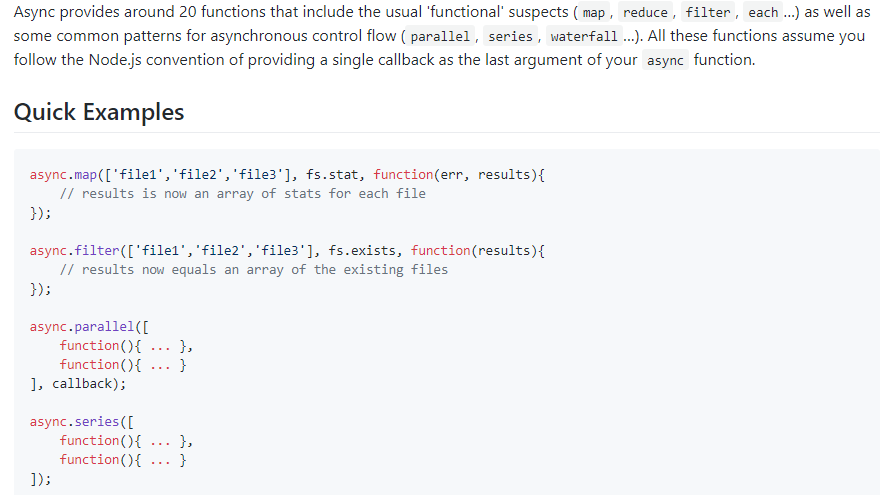 Async provides around 20 functions that include the usual 'functional' suspects ( map , reduce , filter , each …) as well as
some common patterns for asynchronous control flow ( parallel , series , waterfall …). All these functions assume you
follow the Node.js convention of providing a single callback as the last argument of your async function.
Quick Examples
async.map(['file1','file2','file3'], fs.stat, function(err, results){
    // results is now an array of stats for each file
});
async.filter(['file1','file2','file3'], fs.exists, function(results){
    // results now equals an array of the existing files
});
async.parallel([
    function(){ ... },
    function(){ ... }
], callback);
async.series([
    function(){ ... },
    function(){ ... }
]);